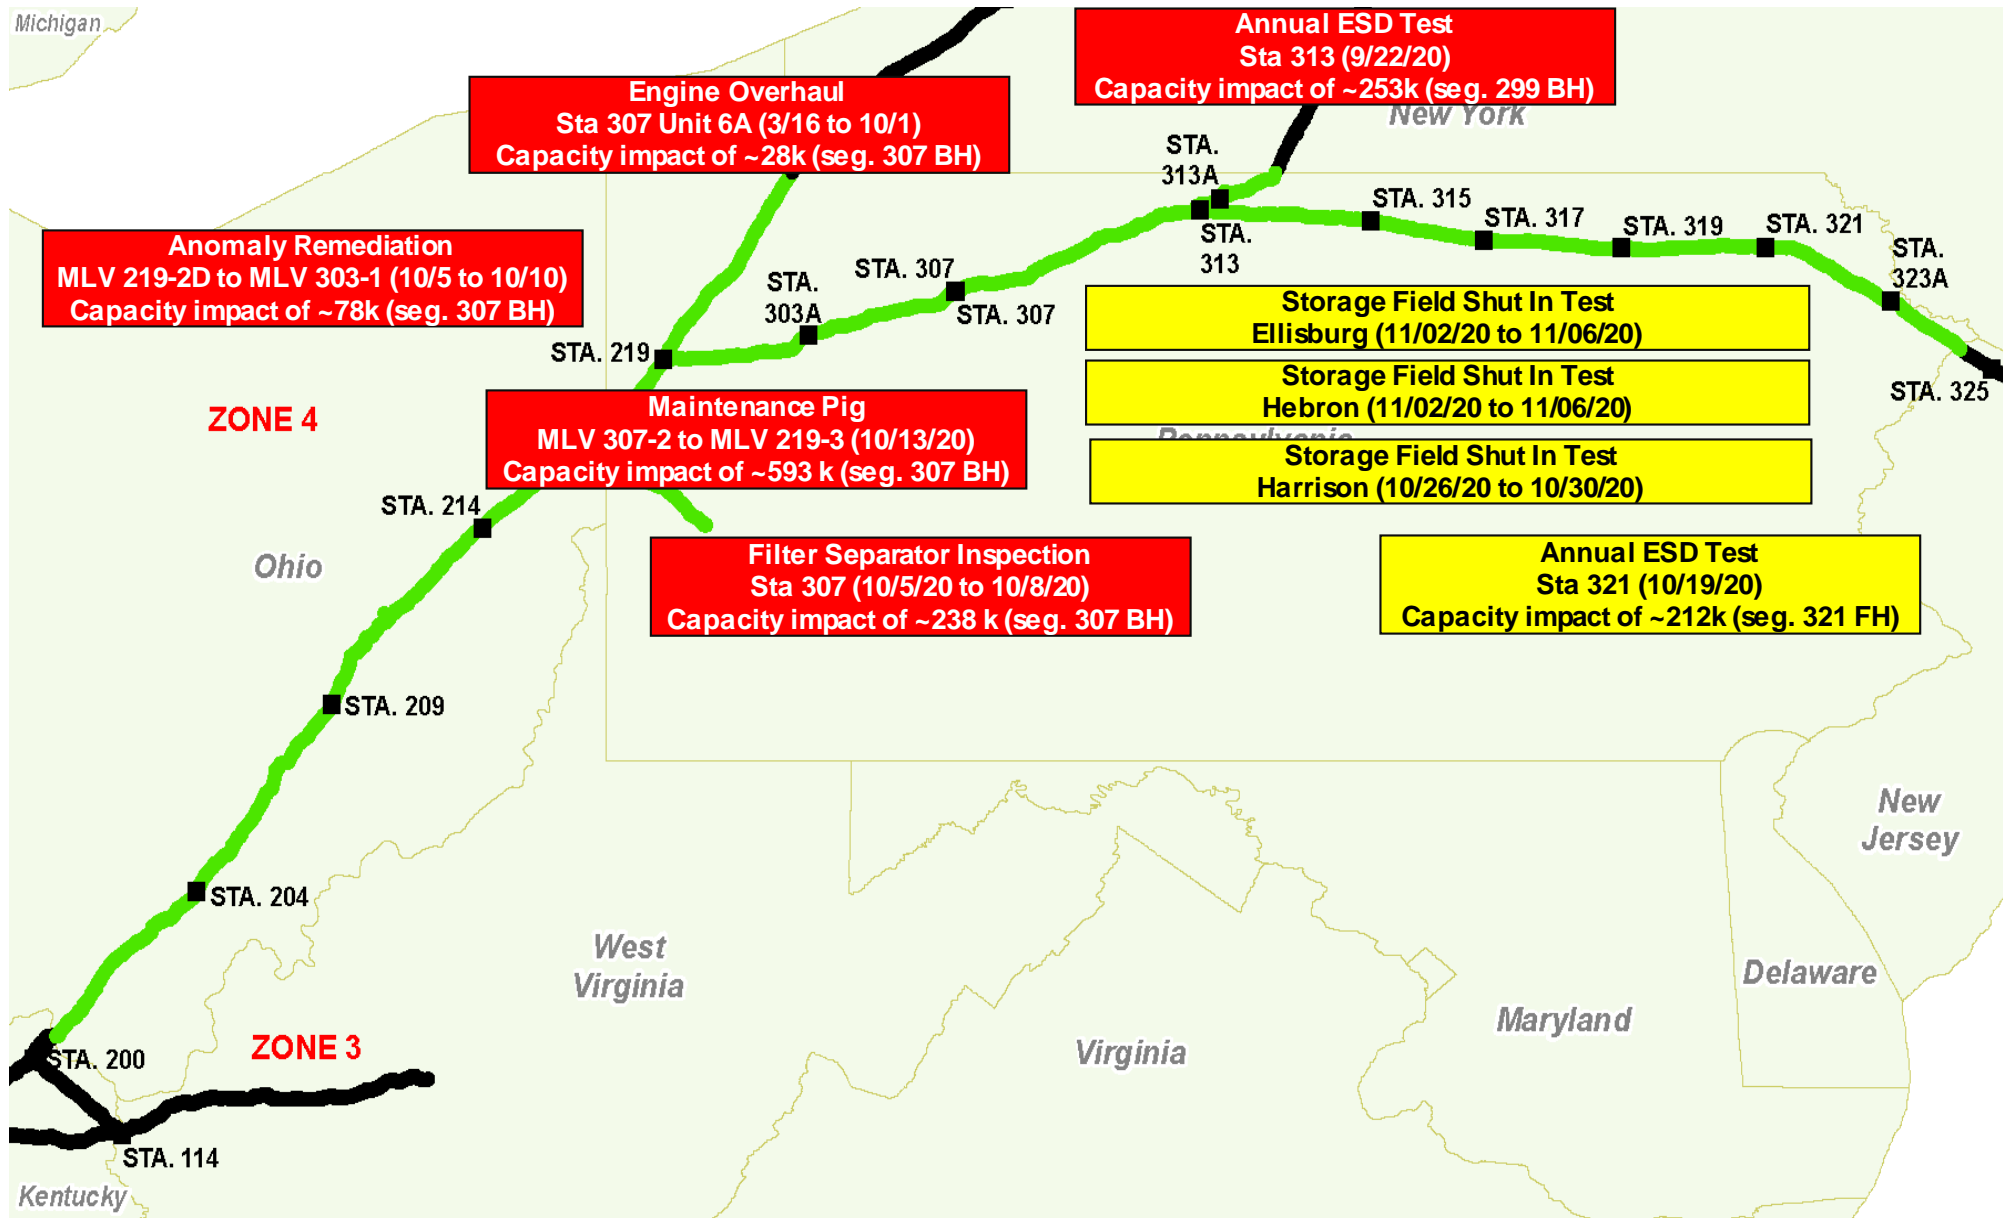 Michigan
Annual ESD Test
Sta 313 (9/22/20)
Capacity impact of ~253k (seg. 299 BH)
Engine Overhaul
Sta 307 Unit 6A (3/16 to 10/1)
Capacity impact of ~28k (seg. 307 BH)
New York
STA.
313A
STA. 315
STA. 317
STA. 319
STA. 321
STA.
313
STA.
323A
Anomaly Remediation
MLV 219-2D to MLV 303-1 (10/5 to 10/10)
Capacity impact of ~78k (seg. 307 BH)
STA.
303A
STA. 307
STA. 307
Storage Field Shut In Test
Ellisburg (11/02/20 to 11/06/20)
STA. 219
Storage Field Shut In Test
Hebron (11/02/20 to 11/06/20)
STA. 325
ZONE 4
Maintenance Pig
MLV 307-2 to MLV 219-3 (10/13/20)
Capacity impact of ~593 k (seg. 307 BH)
Pennsylvania
Storage Field Shut In Test
Harrison (10/26/20 to 10/30/20)
STA. 214
Ohio
Filter Separator Inspection
Sta 307 (10/5/20 to 10/8/20)
Capacity impact of ~238 k (seg. 307 BH)
Annual ESD Test
Sta 321 (10/19/20)
Capacity impact of ~212k (seg. 321 FH)
STA. 209
New
Jersey
STA. 204
West
Virginia
Delaware
Maryland
Virginia
ZONE 3
STA. 200
STA. 114
Kentucky